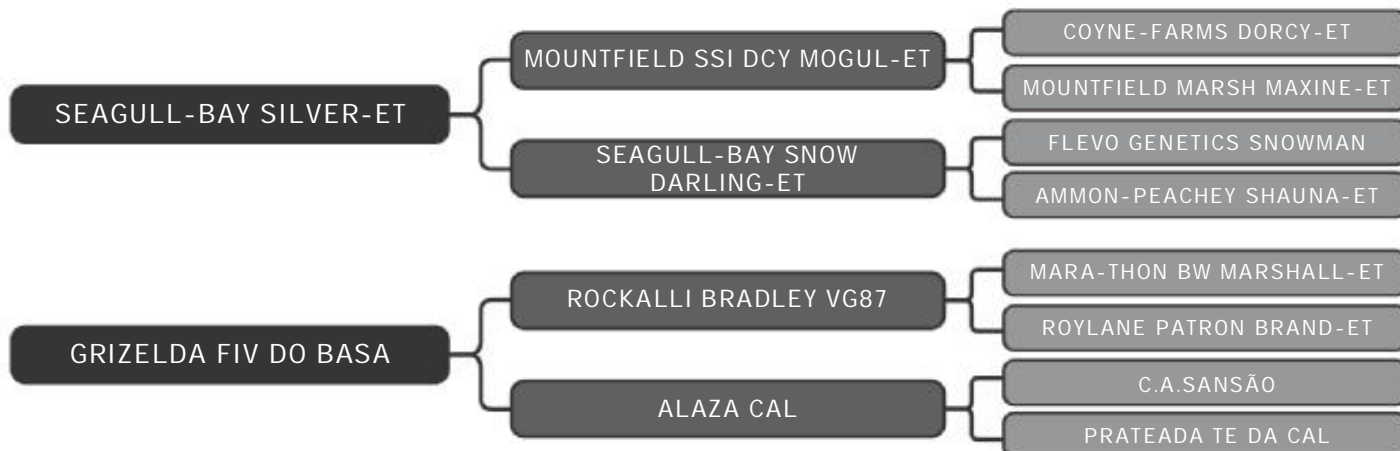 SEAGULL-BAY SILVER-ET
MOUNTFIELD SSI DCY MOGUL-ET
COYNE-FARMS DORCY-ET
MOUNTFIELD MARSH MAXINE-ET
SEAGULL-BAY SNOW
DARLING-ET
FLEVO GENETICS SNOWMAN
AMMON-PEACHEY SHAUNA-ET
GRIZELDA FIV DO BASA
ROCKALLI BRADLEY VG87
MARA-THON BW MARSHALL-ET
ROYLANE PATRON BRAND-ET
ALAZA CAL
C.A.SANSÃO
PRATEADA TE DA CAL